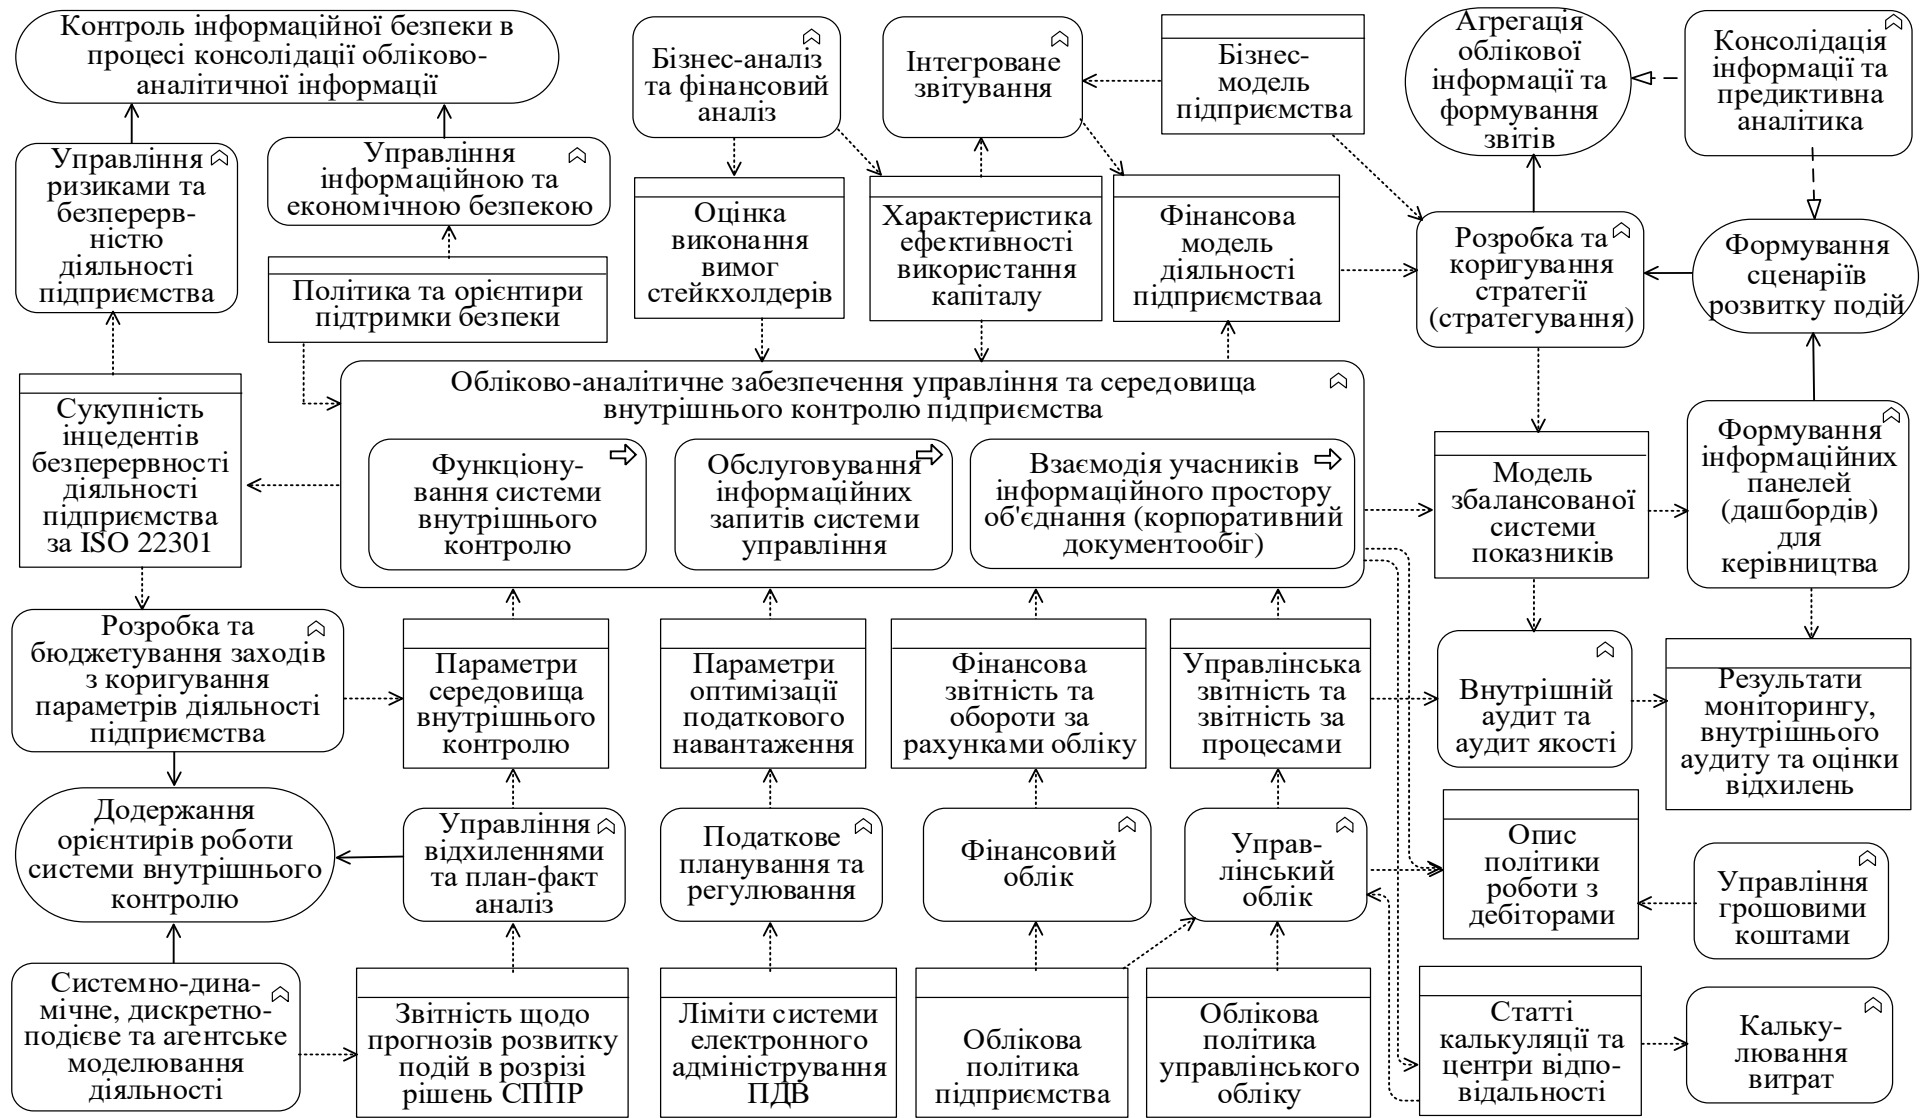 Контроль інформаційної безпеки в
процесі консолідації обліково-
аналітичної інформації
Бізнес-аналіз
та фінансовий
аналіз
Інтегроване
звітування
Бізнес-
модель
підприємства
Агрегація
облікової
інформації та
формування
звітів
Консолідація
інформації та
предиктивна
аналітика
Управління
ризиками та
безперерв-
ністю
діяльності
підприємства
Управління
інформаційною та
економічною безпекою
Політика та орієнтири
підтримки безпеки
Оцінка
виконання
вимог
стейкхолдерів
Характеристика
ефективності
використання
капіталу
Фінансова
модель
діяльності
підприємстваа
Розробка та
коригування
стратегії
(стратегування)
Формування
сценаріїв
розвитку подій
Сукупність
інцедентів
безперервності
діяльності
підприємства
за ISO 22301
Обліково-аналітичне забезпечення управління та середовища
внутрішнього контролю підприємства
Функціону-
вання системи
внутрішнього
контролю
Обслуговування
інформаційних
запитів системи
управління
Взаємодія учасників
інформаційного простору
об'єднання (корпоративний
документообіг)
Модель
збалансованої
системи
показників
Формування
інформаційних
панелей
(дашбордів)
для
керівництва
Розробка та
бюджетування заходів
з коригування
параметрів діяльності
підприємства
Параметри
середовища
внутрішнього
контролю
Параметри
оптимізації
податкового
навантаження
Фінансова
звітність та
обороти за
рахунками обліку
Управлінська
звітність та
звітність за
процесами
Внутрішній
аудит та
аудит якості
Результати
моніторингу,
внутрішнього
аудиту та оцінки
відхилень
Додержання
орієнтирів роботи
системи внутрішнього
контролю
Управління
відхиленнями
та план-факт
аналіз
Податкове
планування та
регулювання
Фінансовий
облік
Управ-
лінський
облік
Опис
політики
роботи з
дебіторами
Управління
грошовими
коштами
Системно-дина-
мічне, дискретно-
подієве та агентське
моделювання
діяльності
Звітність щодо
прогнозів розвитку
подій в розрізі
рішень СППР
Ліміти системи
електронного
адміністрування
ПДВ
Облікова
політика
підприємства
Облікова
політика
управлінського
обліку
Статті
калькуляції та
центри відпо-
відальності
Кальку-
лювання
витрат